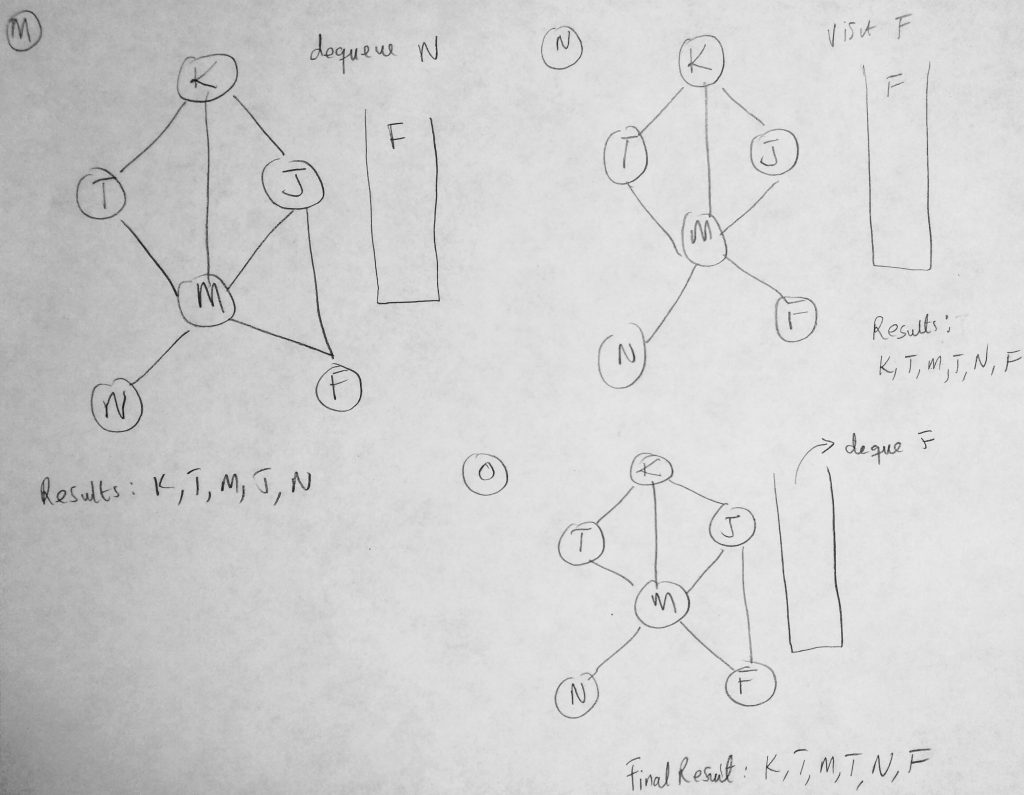 M
dequeue N
K
T
J
M
N
F
F
Results: K, T, M, J, N
N
Visit F
K
T
J
M
N
F
F
Results:
K, T, M, T, N, F
O
deque F
K
T
J
M
N
F
Final Result: K, T, M, T, N, F